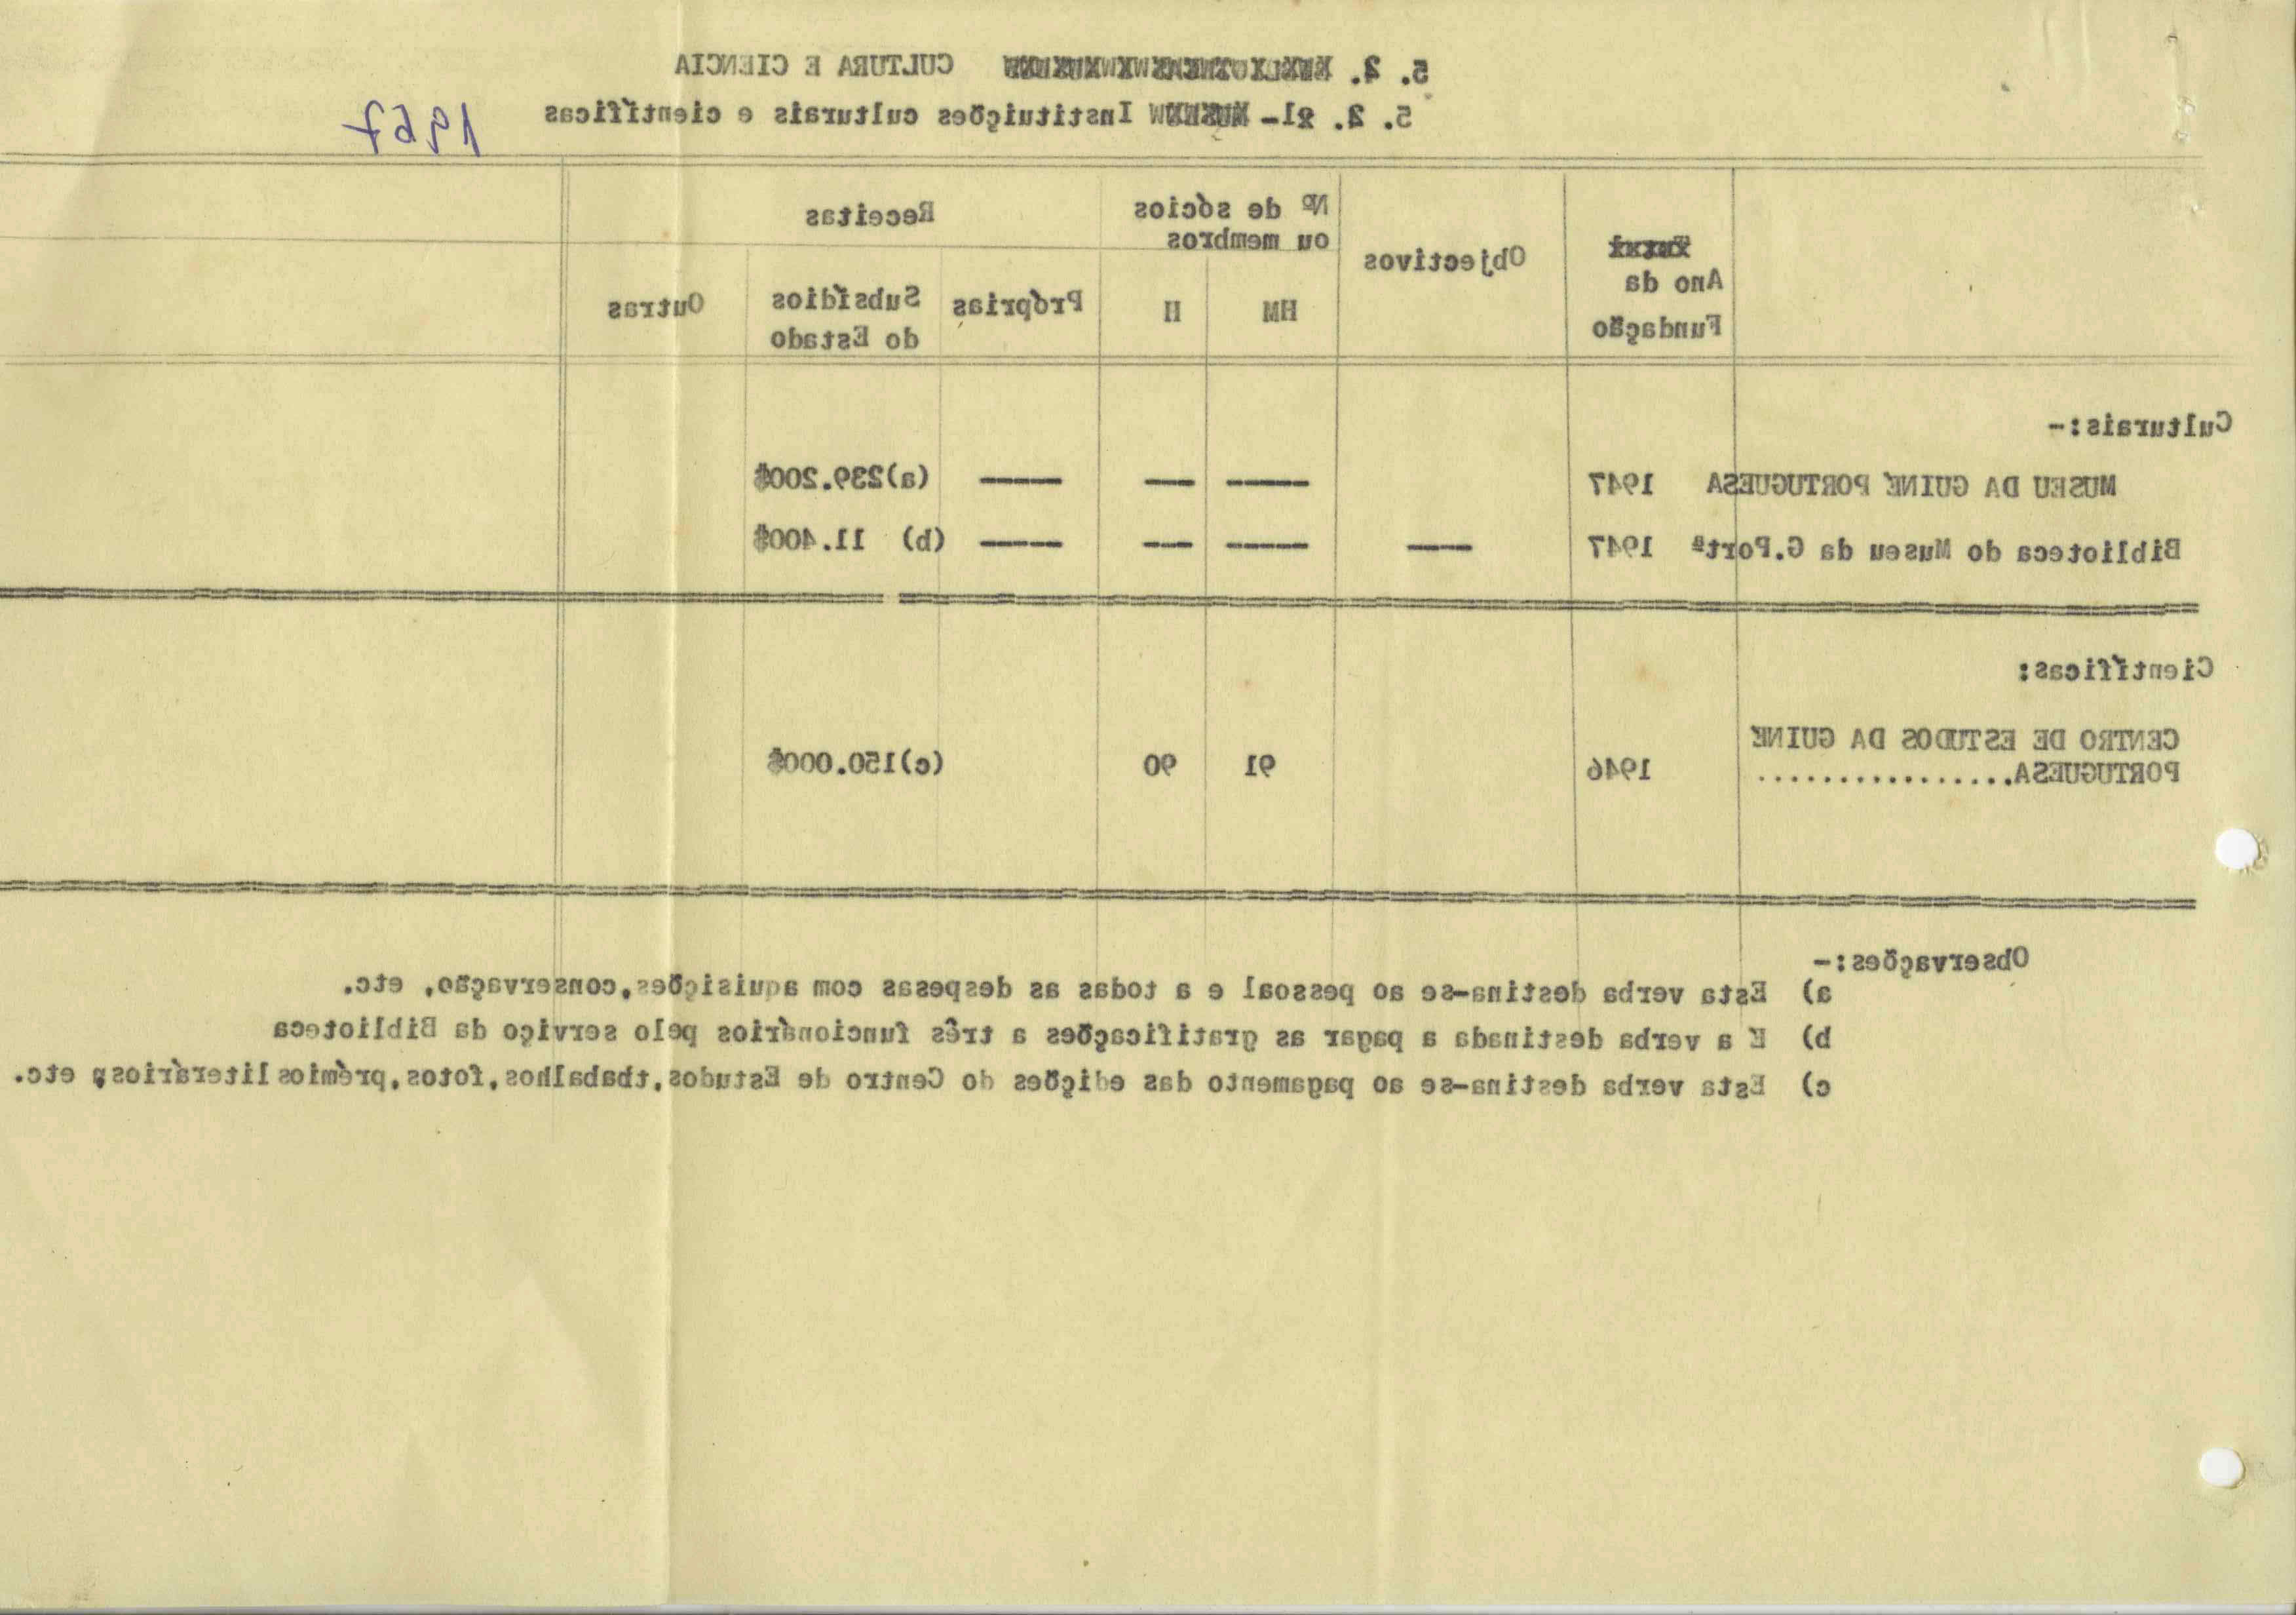 5. 2. CULTURA E CIENCIA
5. 2. 1- Instituições culturais e científicas
1967
Nº de sócios ou membros
Receitas
Ano da Fundação
Objectivos
HM
H
Próprias
Subsídios do Estado
Outras
Culturais:-
MUSEU DA GUINÉ PORTUGUESA 1947 ---- --- ---- (a)239.200$
Biblioteca do Museu da G.Portª 1947 --- ---- --- ---- (b) 11.400$
Científicas:
CENTRO DE ESTUDOS DA GUINÉ
PORTUGUESA................ 1946 91 90 (c)150.000$
Observações:-
a) Esta verba destina-se ao pessoal e a todas as despesas com aquisições,conservação, etc.
b) É a verba destinada a pagar as gratificações a três funcionários pelo serviço da Biblioteca
c) Esta verba destina-se ao pagamento das edições do Centro de Estudos,tbabalhos,fotos,prémios literários, etc.